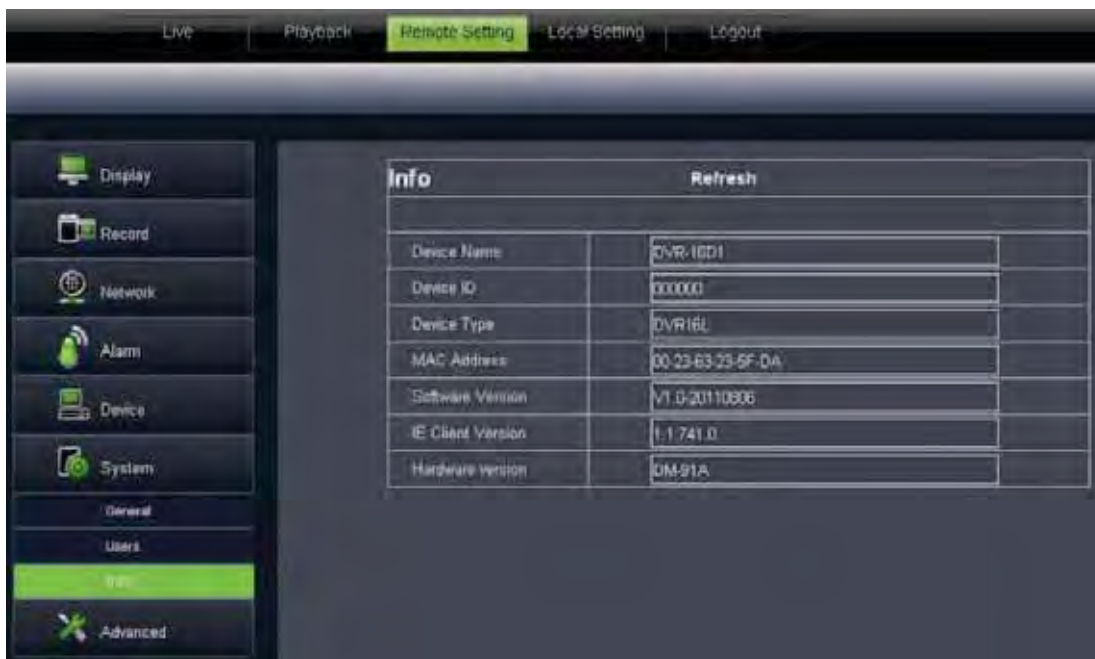 Live Playback Remote Setting Local Setting Logout
Display
Record
Network
Alarm
Device
System
General
Users
Info
Advanced
Info Refresh
Device Name DVR-16D1
Device ID 000000
Device Type DVR16L
MAC Address 00-23-63-23-5F-DA
Software Version V1.0-20110806
IE Client Version 1.1.741.0
Hardware version DM-91A